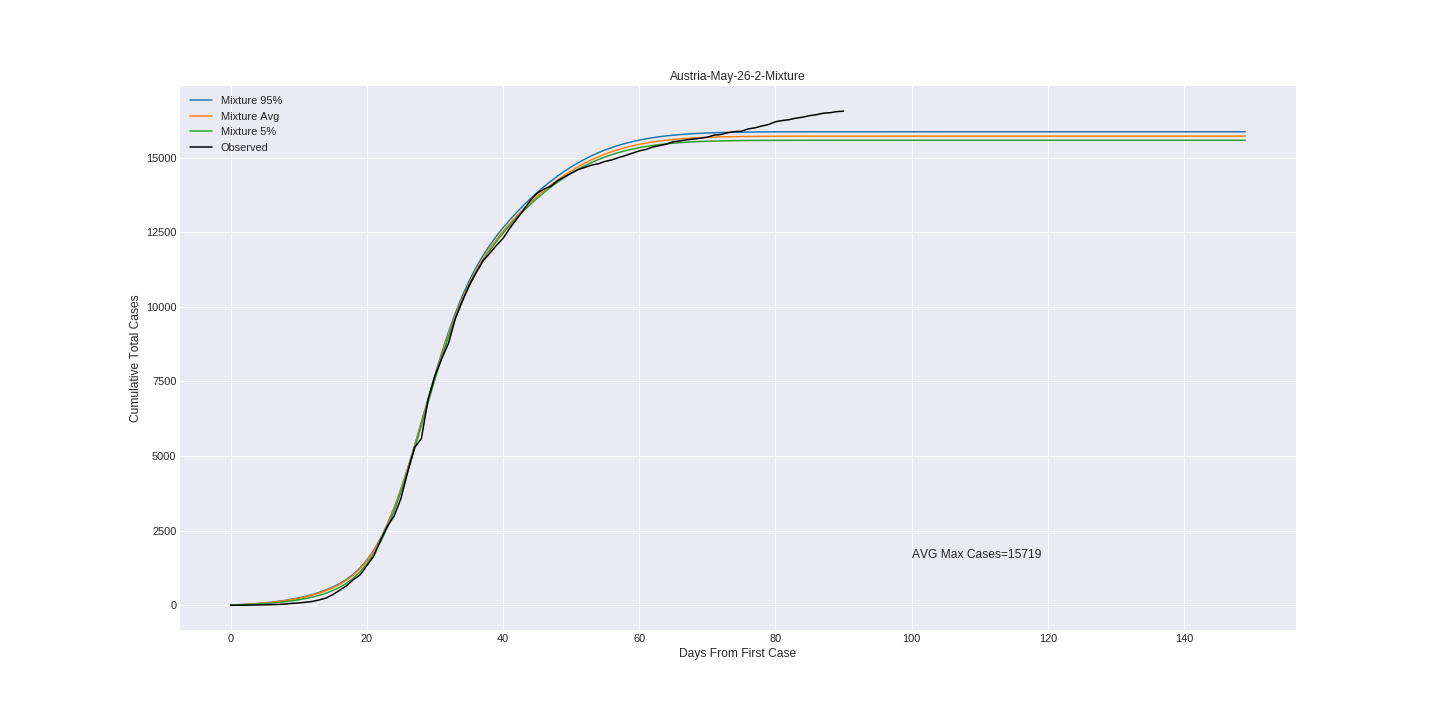 Austria-May-26-2-Mixture
Mixture 95%
Mixture Avg
Mixture 5%
Observed
15000
12500
10000
7500
5000
2500
0
Cumulative Total Cases
AVG Max Cases=15719
0 20 40 60 80 100 120 140
Days From First Case